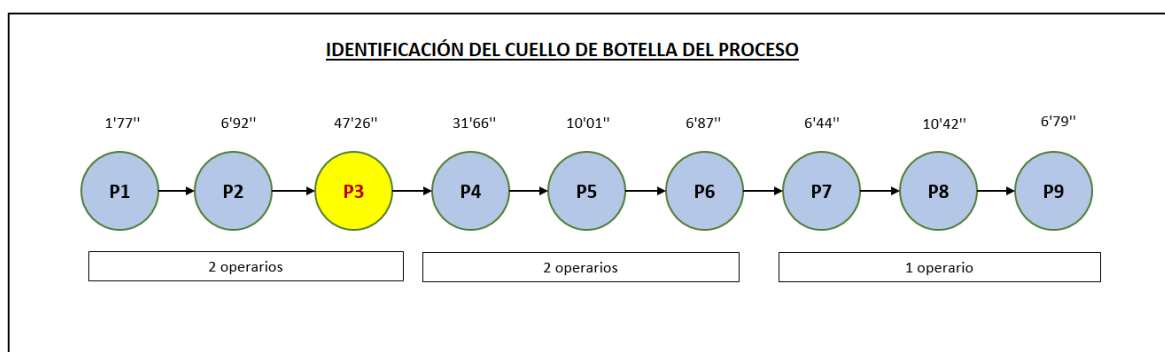 IDENTIFICACIÓN DEL CUELLO DE BOTELLA DEL PROCESO
1'77'' 6'92'' 47'26'' 31'66'' 10'01'' 6'87'' 6'44'' 10'42'' 6'79''
P1 P2 P3 P4 P5 P6 P7 P8 P9
2 operarios 2 operarios 1 operario